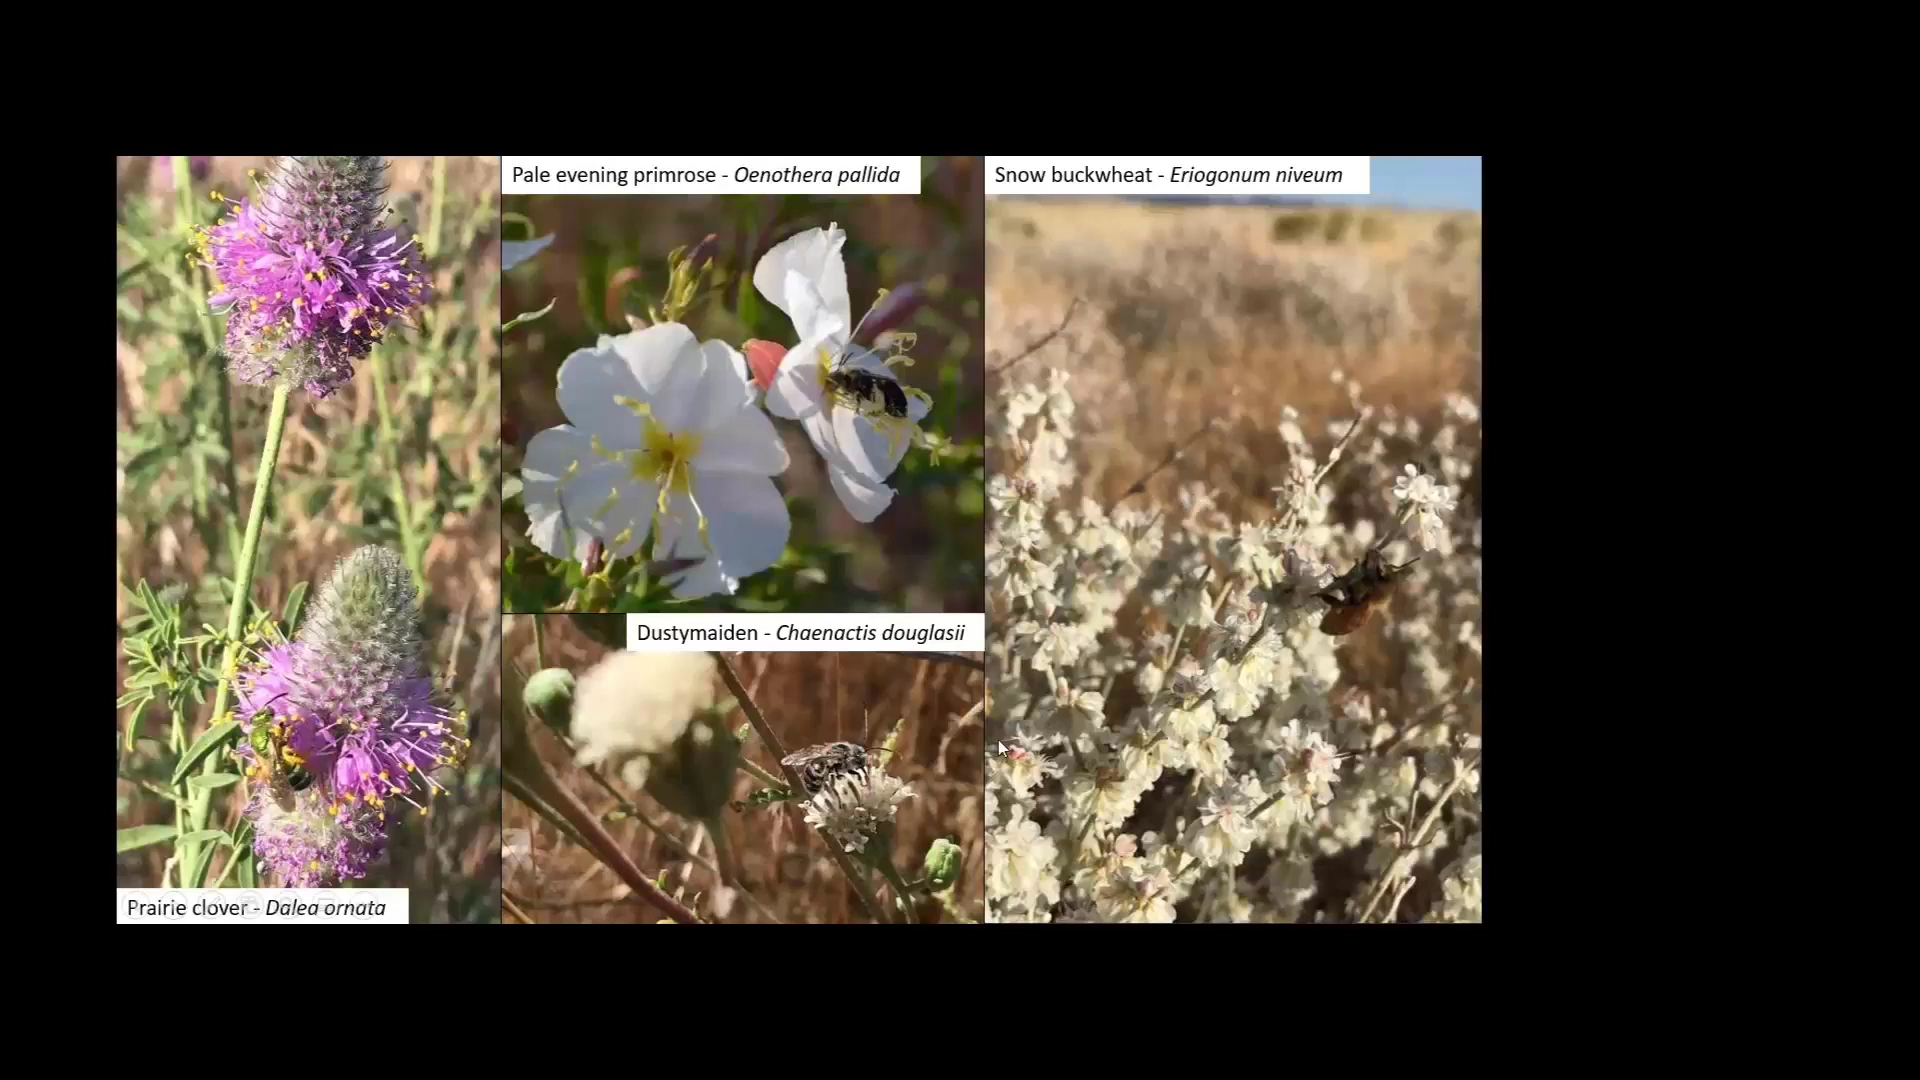 Pale evening primrose - Oenothera pallida
Snow buckwheat - Eriogonum niveum
Dustymaiden - Chaenactis douglasii
Prairie clover - Dalea ornata